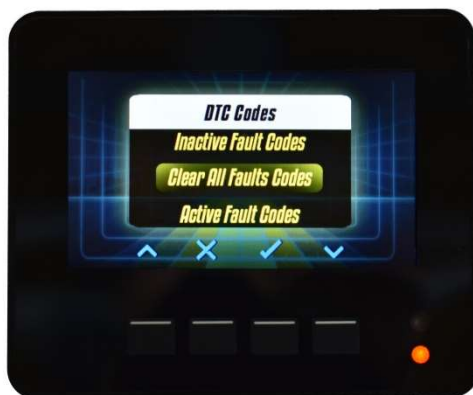 DTC Codes
Inactive Fault Codes
Clear All Faults Codes
Active Fault Codes